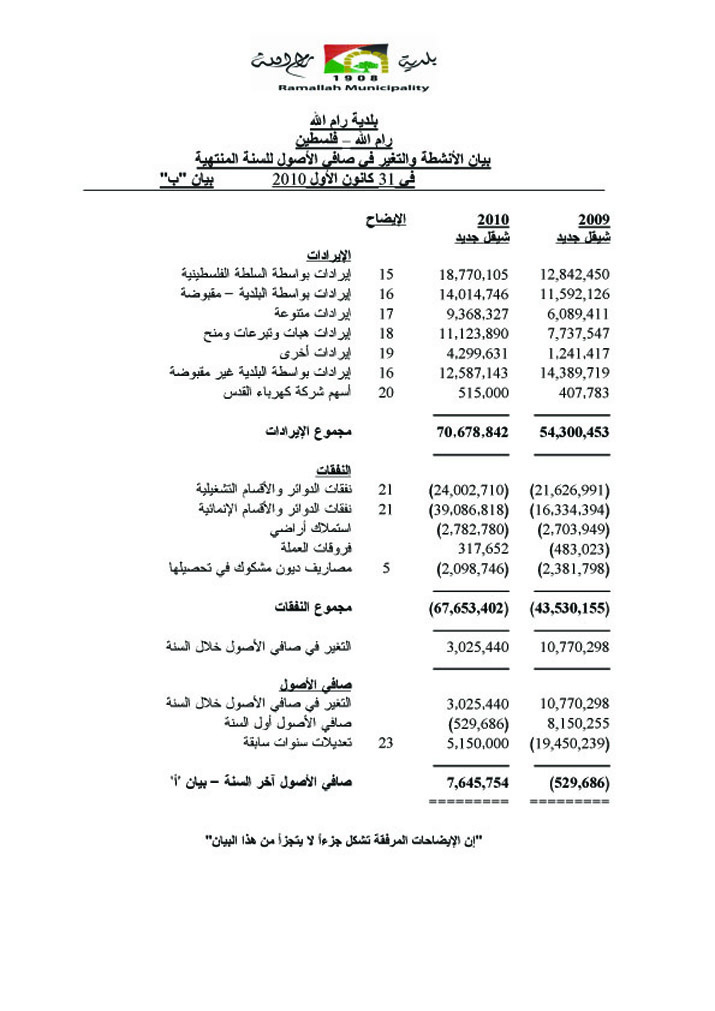 بلدية رام الله
1908
Ramallah Municipality
بلدية رام الله
رام الله – فلسطين
بيان الأنشطة والتغير في صافي الأصول للسنة المنتهية
في 31 كانون الأول 2010 بيان "ب"
الإيضاح 2010 2009
شيقل جديد شيقل جديد
الإيرادات
إيرادات بواسطة السلطة الفلسطينية 15 18,770,105 12,842,450
إيرادات بواسطة البلدية – مقبوضة 16 14,014,746 11,592,126
إيرادات متنوعة 17 9,368,327 6,089,411
إيرادات هبات وتبرعات ومنح 18 11,123,890 7,737,547
إيرادات أخرى 19 4,299,631 1,241,417
إيرادات بواسطة البلدية غير مقبوضة 16 12,587,143 14,389,719
أسهم شركة كهرباء القدس 20 515,000 407,783
مجموع الإيرادات 70,678,842 54,300,453
النفقات
نفقات الدوائر والأقسام التشغيلية 21 (24,002,710) (21,626,991)
نفقات الدوائر والأقسام الإنمائية 21 (39,086,818) (16,334,394)
استملاك أراضي (2,782,780) (2,703,949)
فروقات العملة 317,652 (483,023)
مصاريف ديون مشكوك في تحصيلها 5 (2,098,746) (2,381,798)
مجموع النفقات (67,653,402) (43,530,155)
التغير في صافي الأصول خلال السنة 3,025,440 10,770,298
صافي الأصول
التغير في صافي الأصول خلال السنة 3,025,440 10,770,298
صافي الأصول أول السنة (529,686) 8,150,255
تعديلات سنوات سابقة 23 5,150,000 (19,450,239)
صافي الأصول آخر السنة – بيان "أ" 7,645,754 (529,686)
========= =========
"إن الإيضاحات المرفقة تشكل جزءاً لا يتجزأ من هذا البيان"